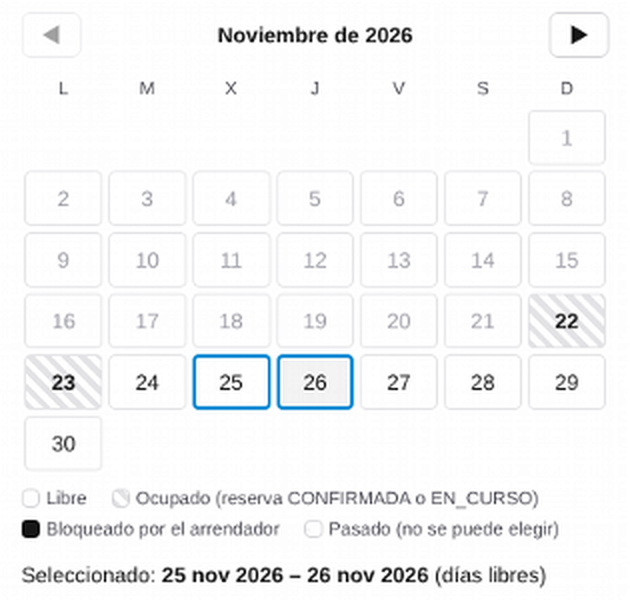 ◀ Noviembre de 2026 ▶
L M X J V S D
1
2 3 4 5 6 7 8
9 10 11 12 13 14 15
16 17 18 19 20 21 22
23 24 25 26 27 28 29
30
Libre Ocupado (reserva CONFIRMADA o EN_CURSO)
Bloqueado por el arrendador Pasado (no se puede elegir)
Seleccionado: 25 nov 2026 – 26 nov 2026 (días libres)